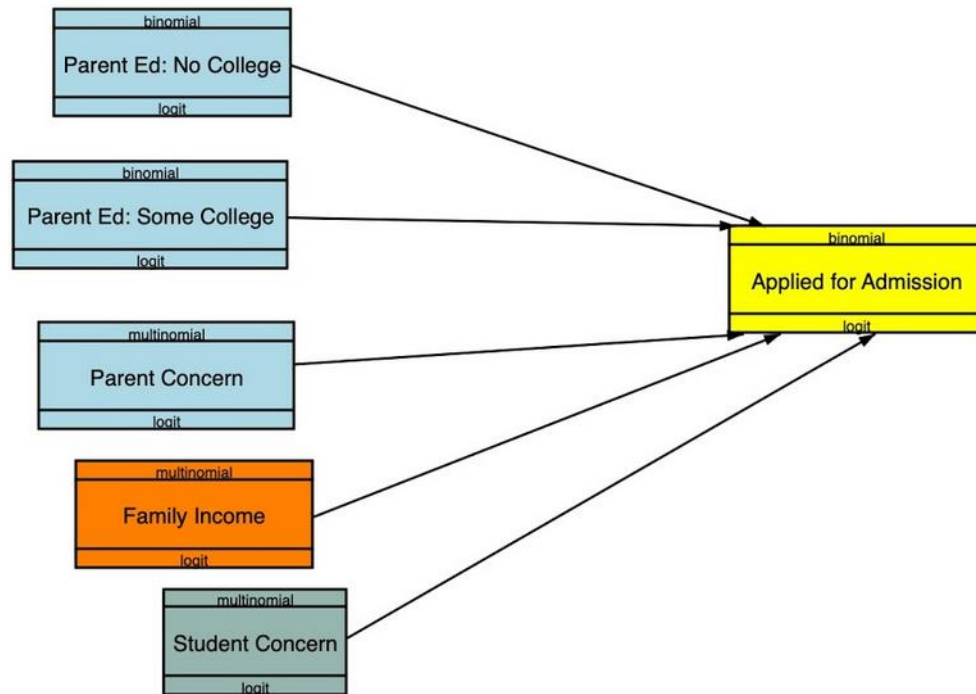 binomial
Parent Ed: No College
logit
binomial
Parent Ed: Some College
logit
binomial
Applied for Admission
logit
multinomial
Parent Concern
logit
multinomial
Family Income
logit
multinomial
Student Concern
logit